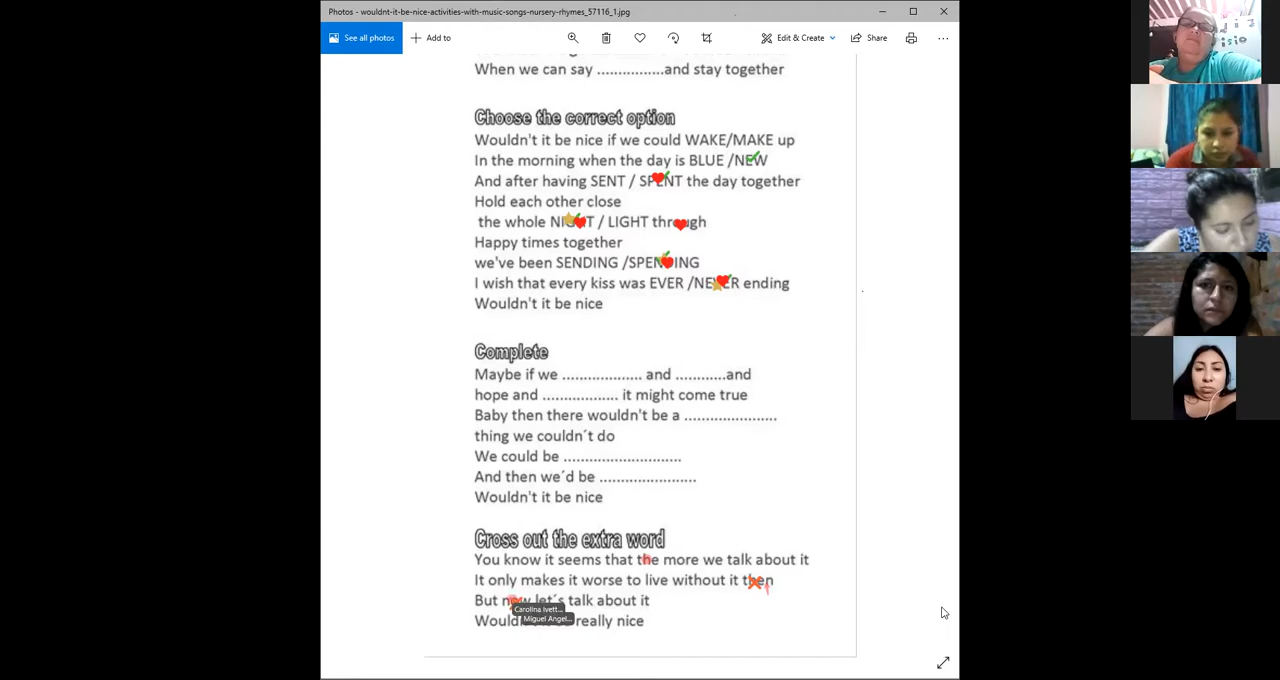 Photos - wouldnt-it-be-nice-activities-with-music-songs-nursery-rhymes_57116_1.jpg
See all photos
Add to
Edit & Create
Share
When we can say ................and stay together
Choose the correct option
Wouldn't it be nice if we could WAKE/MAKE up
In the morning when the day is BLUE /NEW
And after having SENT / SPENT the day together
Hold each other close
the whole NIGHT / LIGHT through
Happy times together
we've been SENDING /SPENDING
I wish that every kiss was EVER /NEVER ending
Wouldn't it be nice
Complete
Maybe if we ................... and ............and
hope and .................. it might come true
Baby then there wouldn't be a ......................
thing we couldn´t do
We could be ...........................
And then we´d be ......................
Wouldn't it be nice
Cross out the extra word
You know it seems that the more we talk about it
It only makes it worse to live without it then
But now let´s talk about it
Carolina Ivett...
Miguel Angel...
really nice